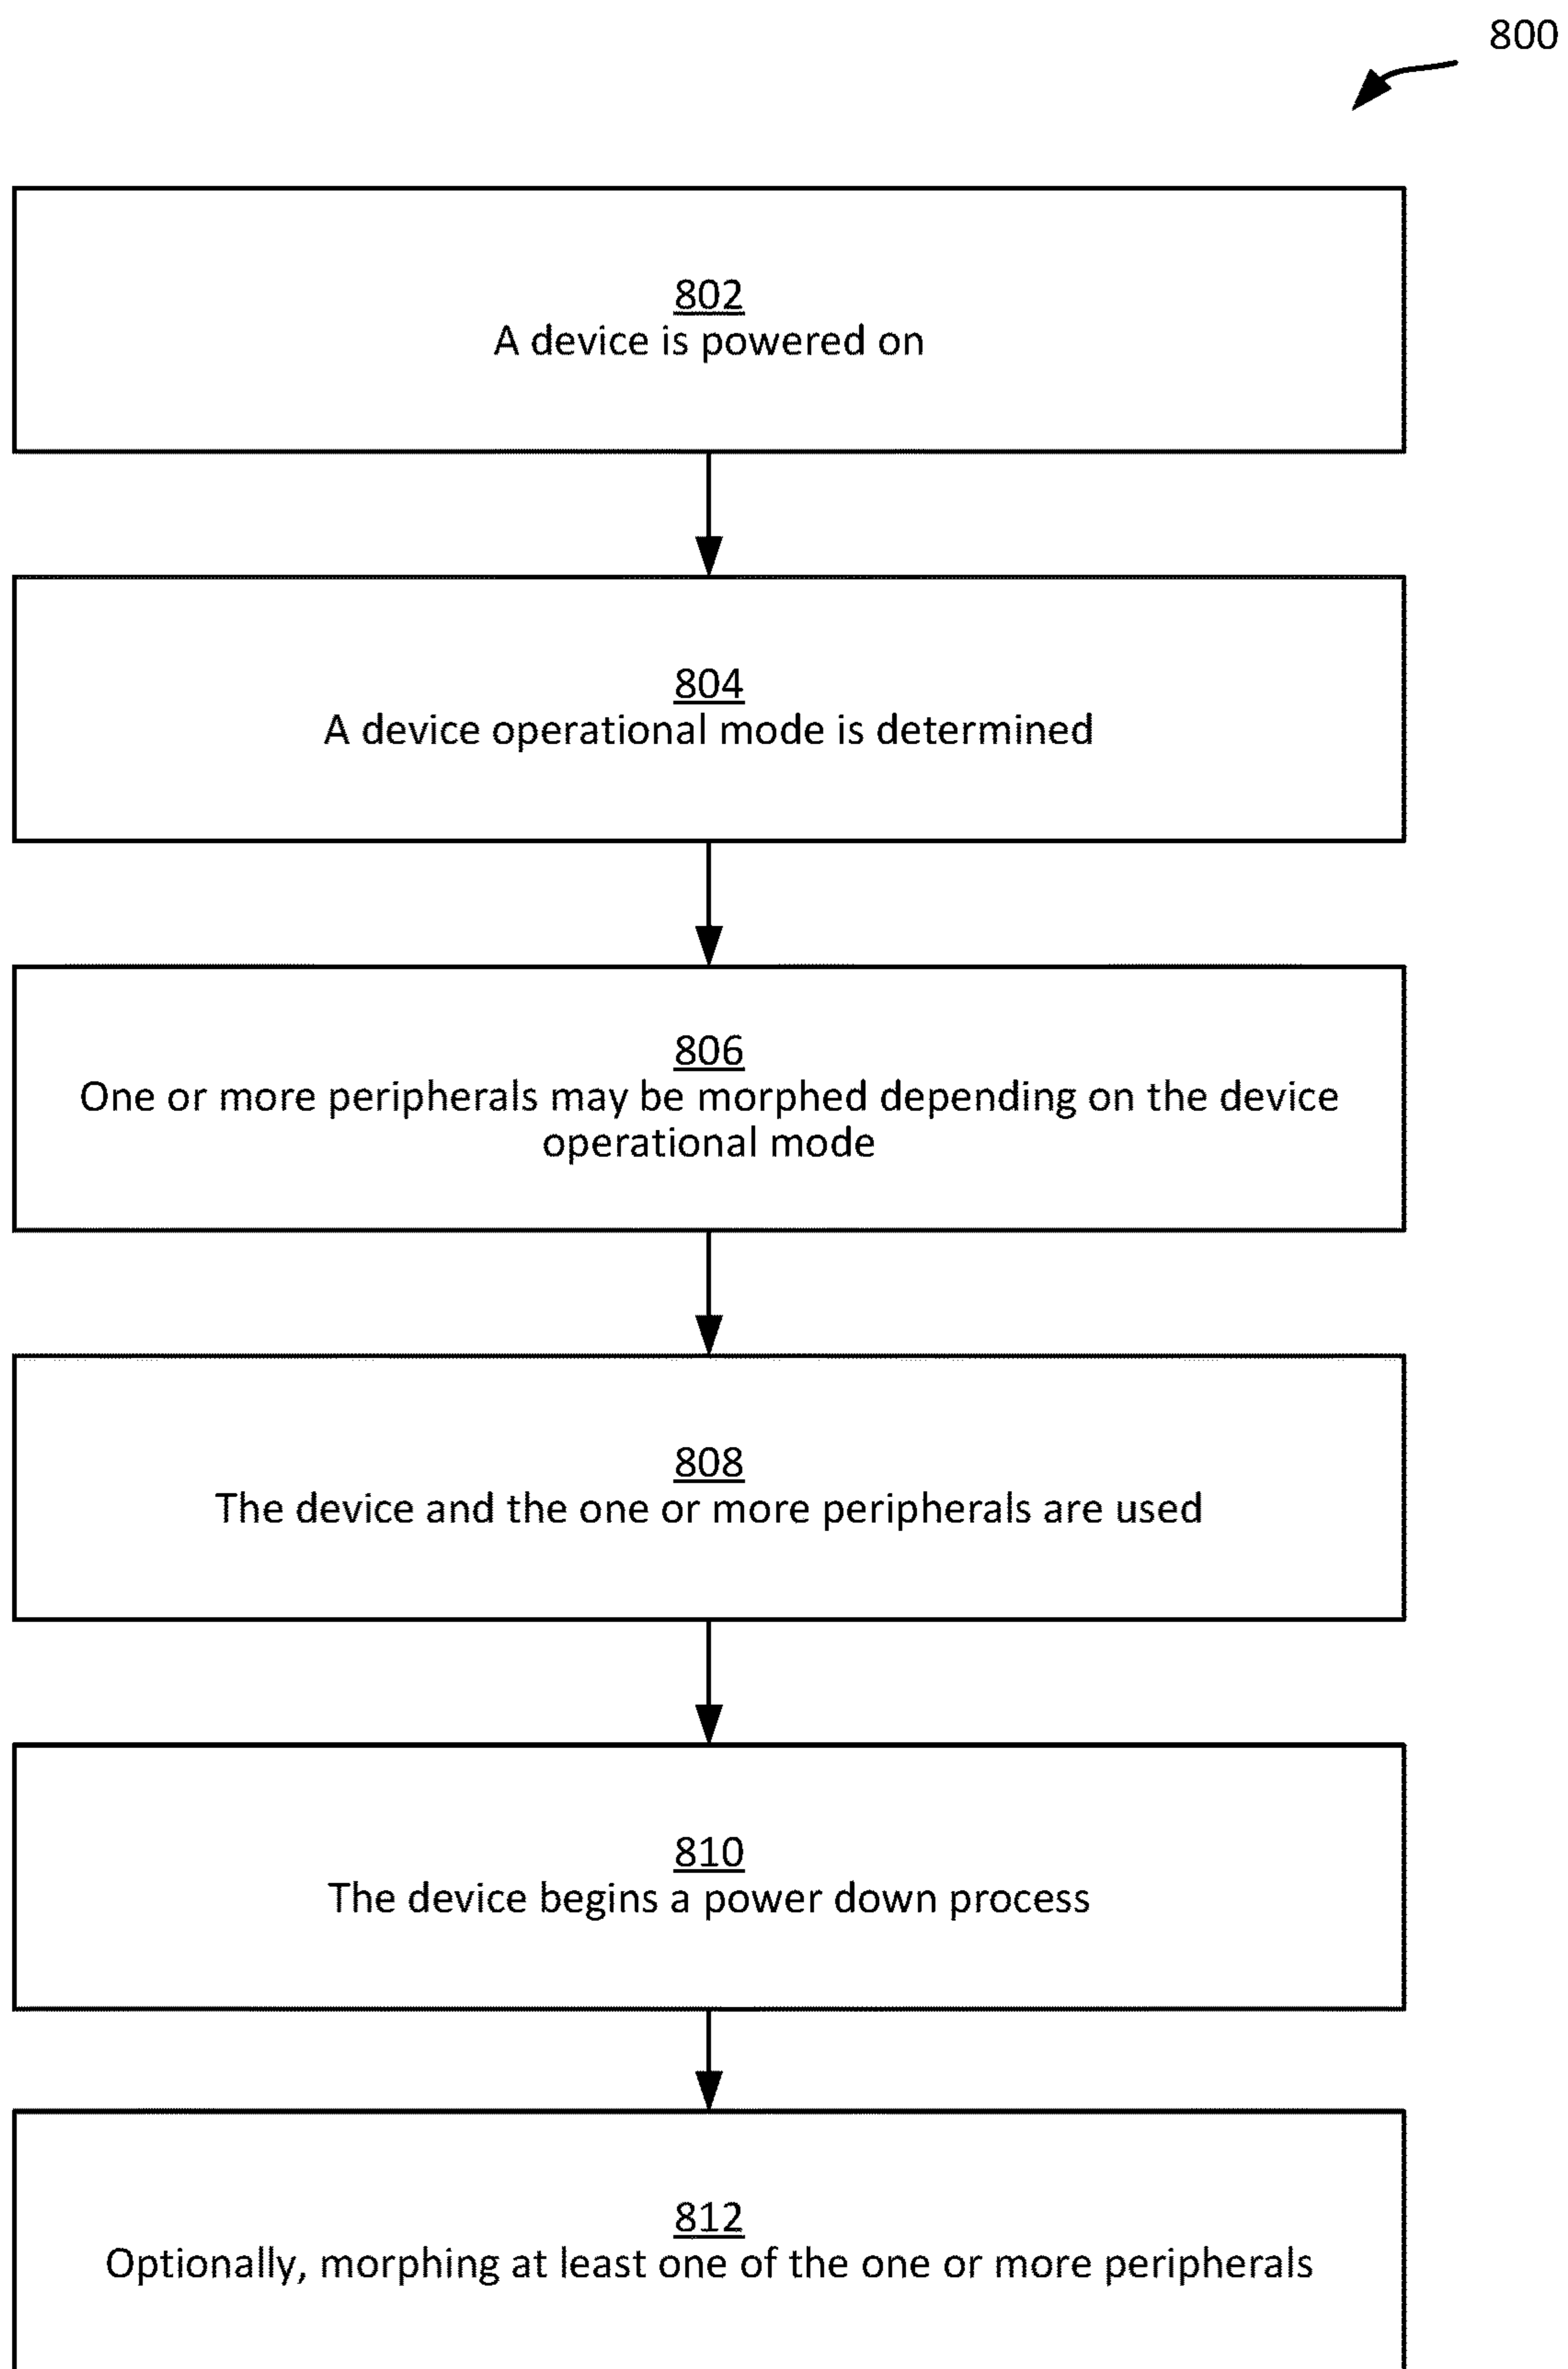 800
802
A device is powered on
804
A device operational mode is determined
806
One or more peripherals may be morphed depending on the device
operational mode
808
The device and the one or more peripherals are used
810
The device begins a power down process
812
Optionally, morphing at least one of the one or more peripherals